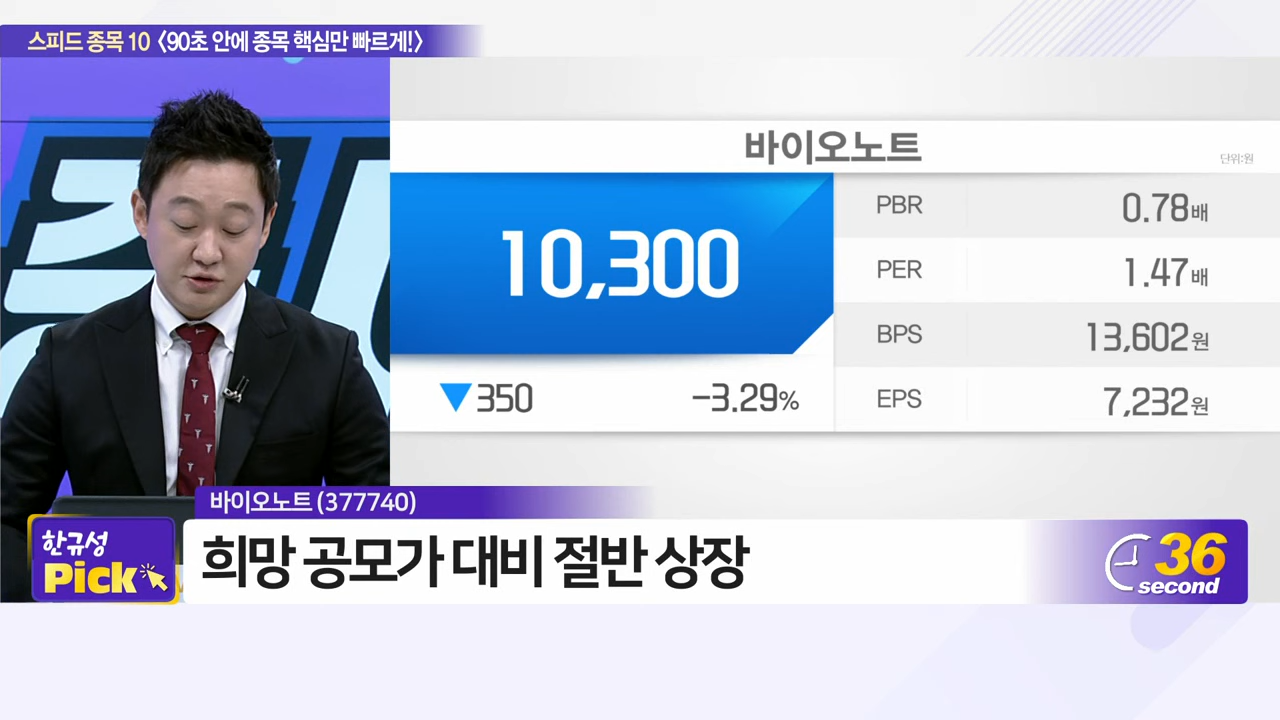 스피드 종목 10 〈90초 안에 종목 핵심만 빠르게!〉
바이오노트
단위:원
10,300
▼350 -3.29%
PBR 0.78배
PER 1.47배
BPS 13,602원
EPS 7,232원
바이오노트 (377740)
한규성
Pick
희망 공모가 대비 절반 상장
36
second